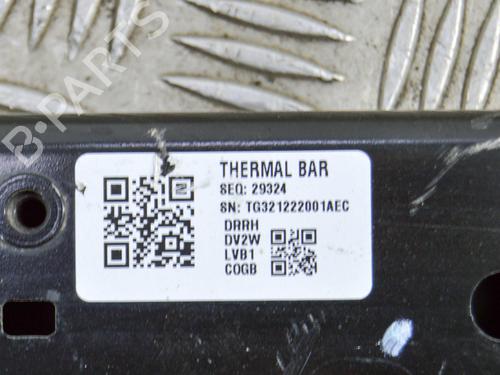 B-PARTS
THERMAL BAR
SEQ: 29324
SN: TG321222001AEC
DRRH
DV2W
LVB1
COGB